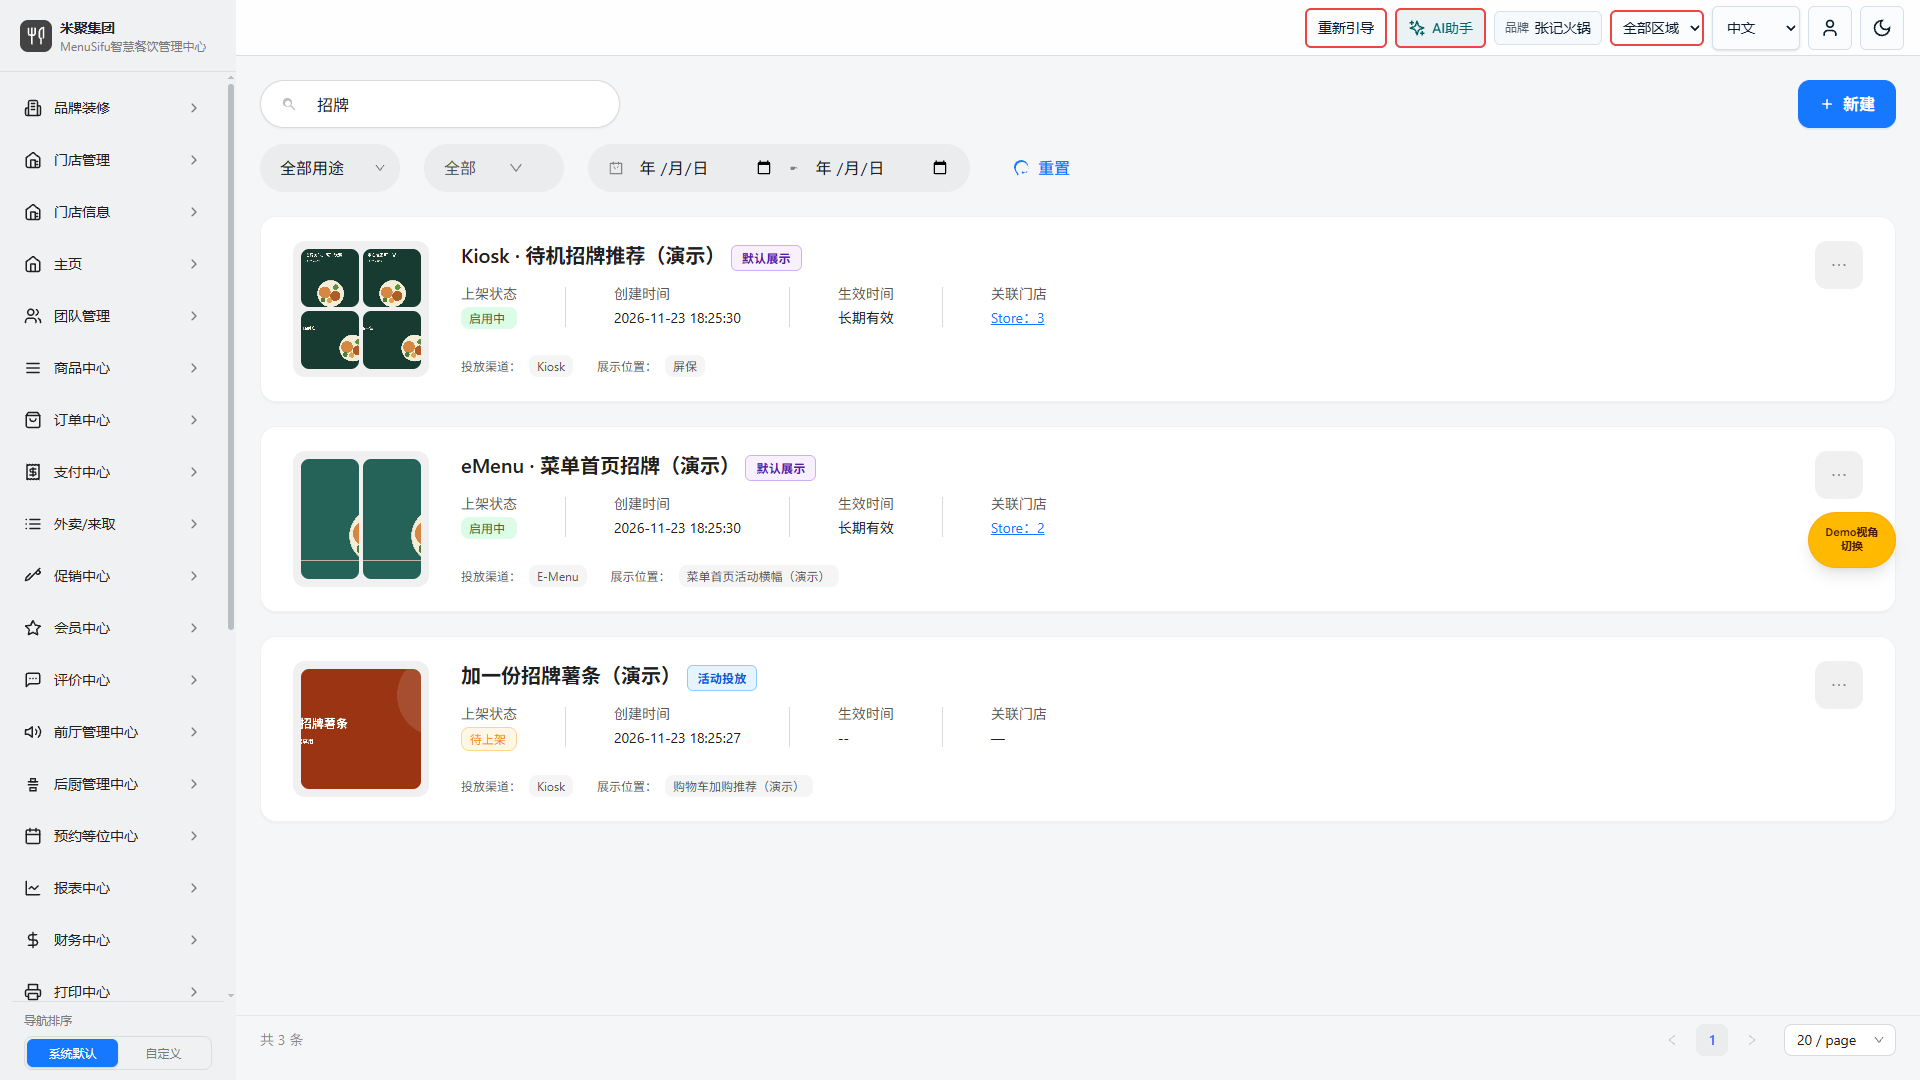 米聚集团
MenuSifu智慧餐饮管理中心
重新引导
AI助手
品牌 张记火锅
全部区域
中文
品牌装修
门店管理
门店信息
主页
团队管理
商品中心
订单中心
支付中心
外卖/来取
促销中心
会员中心
评价中心
前厅管理中心
后厨管理中心
预约等位中心
报表中心
财务中心
打印中心
导航排序
系统默认
自定义
招牌
+ 新建
全部用途
全部
年 /月/日
-
年 /月/日
重置
Kiosk · 待机招牌推荐（演示）
默认展示
上架状态
启用中
创建时间
2026-11-23 18:25:30
生效时间
长期有效
关联门店
Store：3
投放渠道：
Kiosk
展示位置：
屏保
···
eMenu · 菜单首页招牌（演示）
默认展示
上架状态
启用中
创建时间
2026-11-23 18:25:30
生效时间
长期有效
关联门店
Store：2
投放渠道：
E-Menu
展示位置：
菜单首页活动横幅（演示）
···
Demo视角
切换
招牌薯条
加一份招牌薯条（演示）
活动投放
上架状态
待上架
创建时间
2026-11-23 18:25:27
生效时间
--
关联门店
—
投放渠道：
Kiosk
展示位置：
购物车加购推荐（演示）
···
共 3 条
<
1
>
20 / page